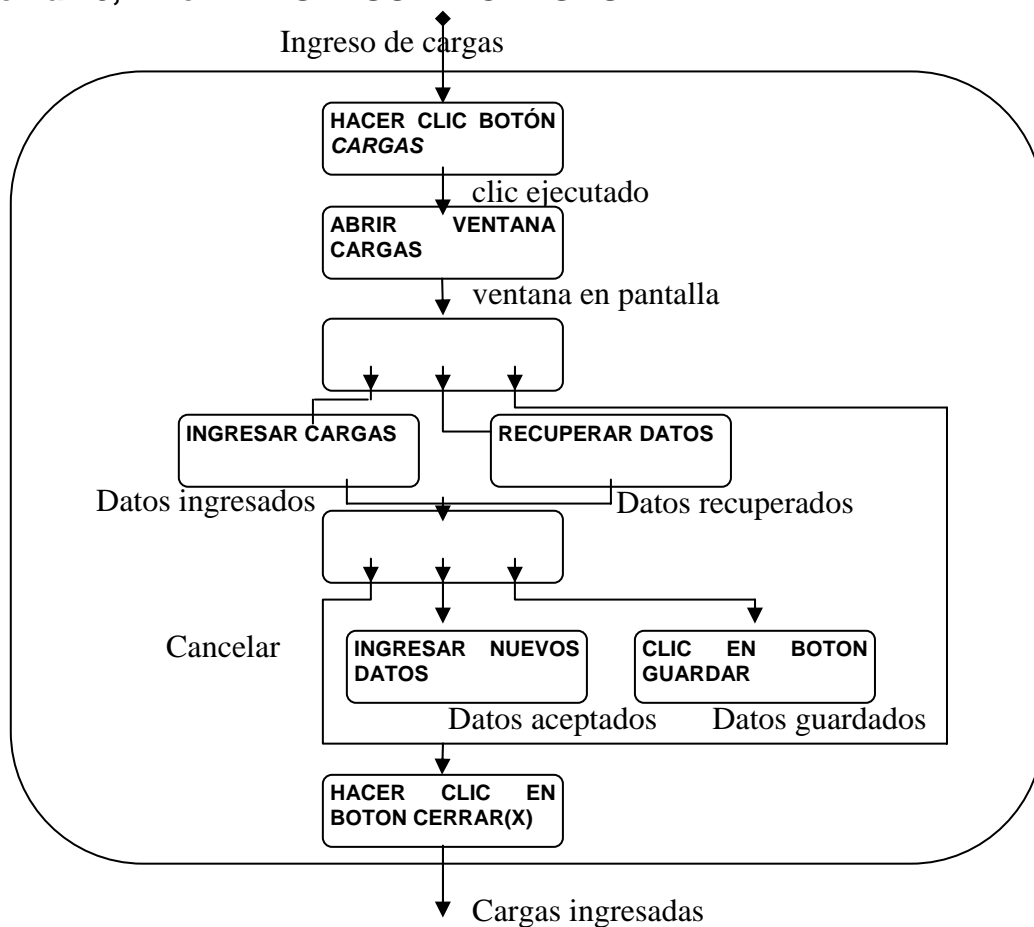 Ingreso de cargas
HACER CLIC BOTÓN
CARGAS
clic ejecutado
ABRIR VENTANA
CARGAS
ventana en pantalla
INGRESAR CARGAS
RECUPERAR DATOS
Datos ingresados
Datos recuperados
Cancelar
INGRESAR NUEVOS
DATOS
CLIC EN BOTON
GUARDAR
Datos aceptados
Datos guardados
HACER CLIC EN
BOTON CERRAR(X)
Cargas ingresadas